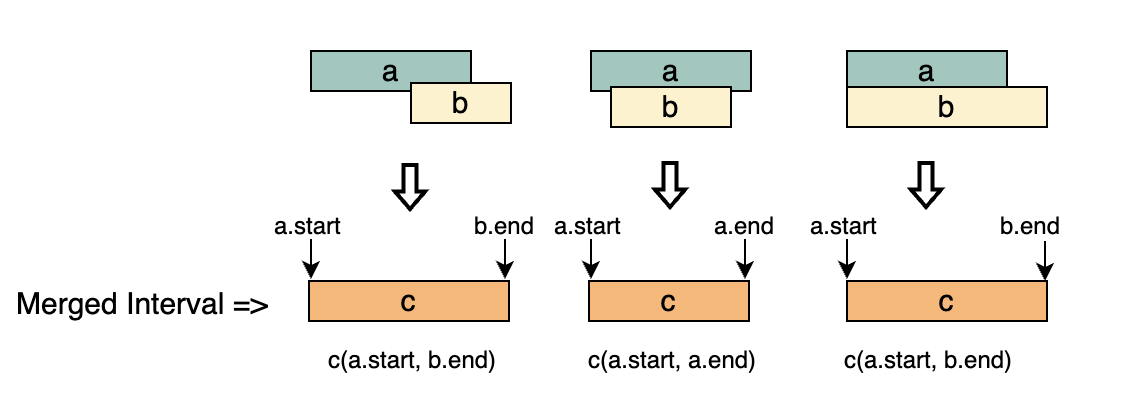 a
b
a
b
a
b
a.start
b.end
a.start
a.end
a.start
b.end
Merged Interval =>
c
c
c
c(a.start, b.end)
c(a.start, a.end)
c(a.start, b.end)